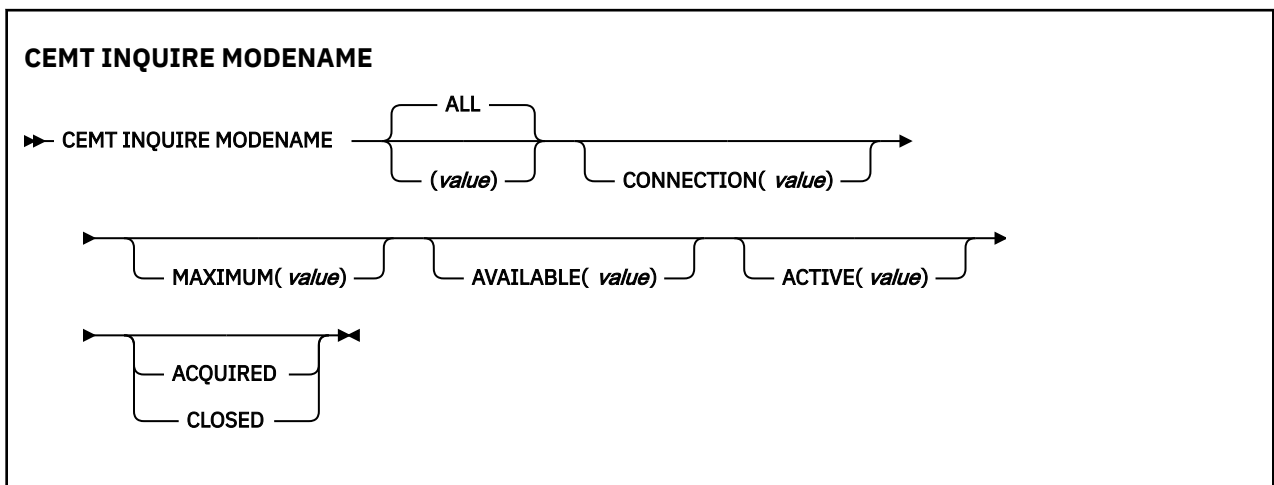 CEMT INQUIRE MODENAME
ALL
CEMT INQUIRE MODENAME
(value)
CONNECTION( value)
MAXIMUM( value)
AVAILABLE( value)
ACTIVE( value)
ACQUIRED
CLOSED